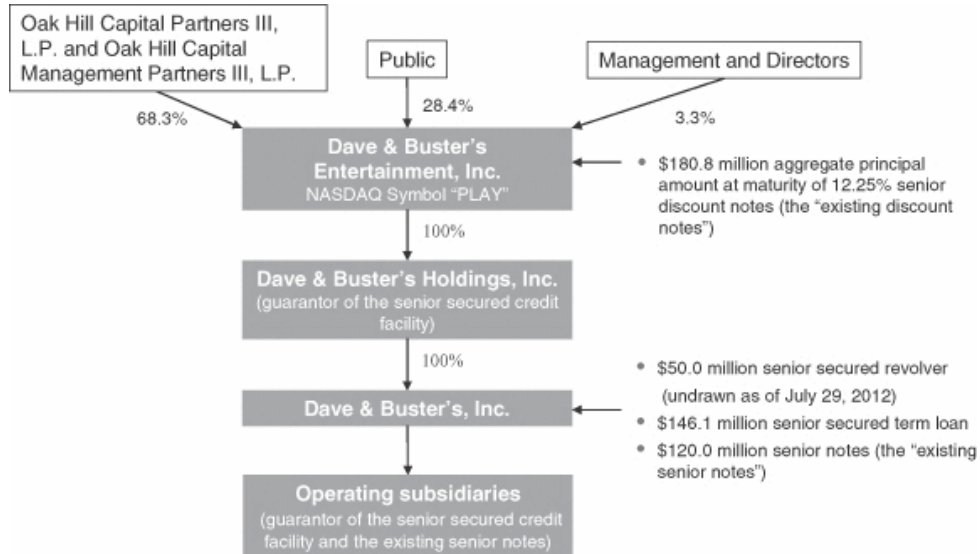 Oak Hill Capital Partners III,
L.P. and Oak Hill Capital
Management Partners III, L.P.
Public
Management and Directors
68.3%
28.4%
3.3%
Dave & Buster's
Entertainment, Inc.
NASDAQ Symbol “PLAY”
• $180.8 million aggregate principal
amount at maturity of 12.25% senior
discount notes (the “existing discount
notes”)
100%
Dave & Buster's Holdings, Inc.
(guarantor of the senior secured credit
facility)
100%
• $50.0 million senior secured revolver
(undrawn as of July 29, 2012)
• $146.1 million senior secured term loan
• $120.0 million senior notes (the “existing
senior notes”)
Dave & Buster's, Inc.
Operating subsidiaries
(guarantor of the senior secured credit
facility and the existing senior notes)